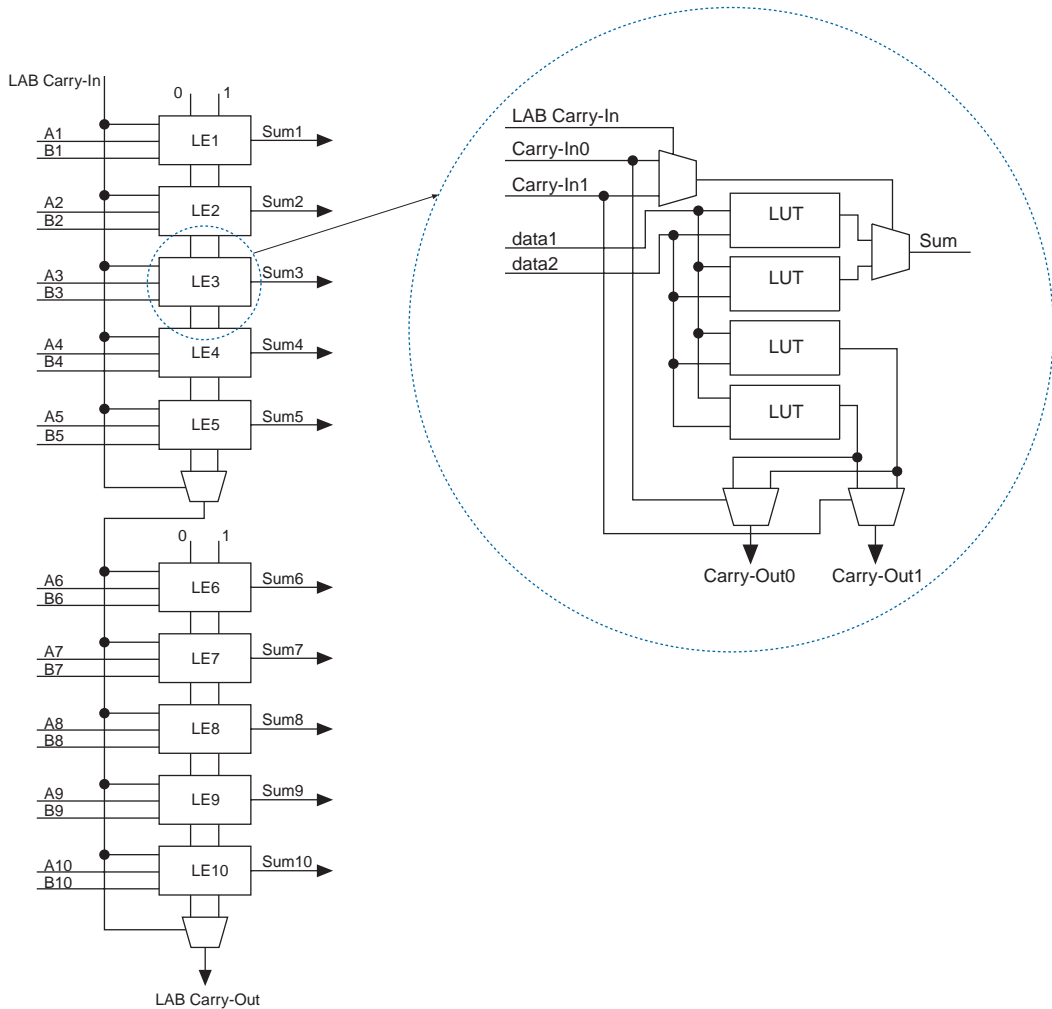 LAB Carry-In
0 1
A1
B1
LE1
Sum1
A2
B2
LE2
Sum2
A3
B3
LE3
Sum3
A4
B4
LE4
Sum4
A5
B5
LE5
Sum5
0 1
A6
B6
LE6
Sum6
A7
B7
LE7
Sum7
A8
B8
LE8
Sum8
A9
B9
LE9
Sum9
A10
B10
LE10
Sum10
LAB Carry-Out
LAB Carry-In
Carry-In0
Carry-In1
data1
data2
LUT
LUT
LUT
LUT
Sum
Carry-Out0
Carry-Out1